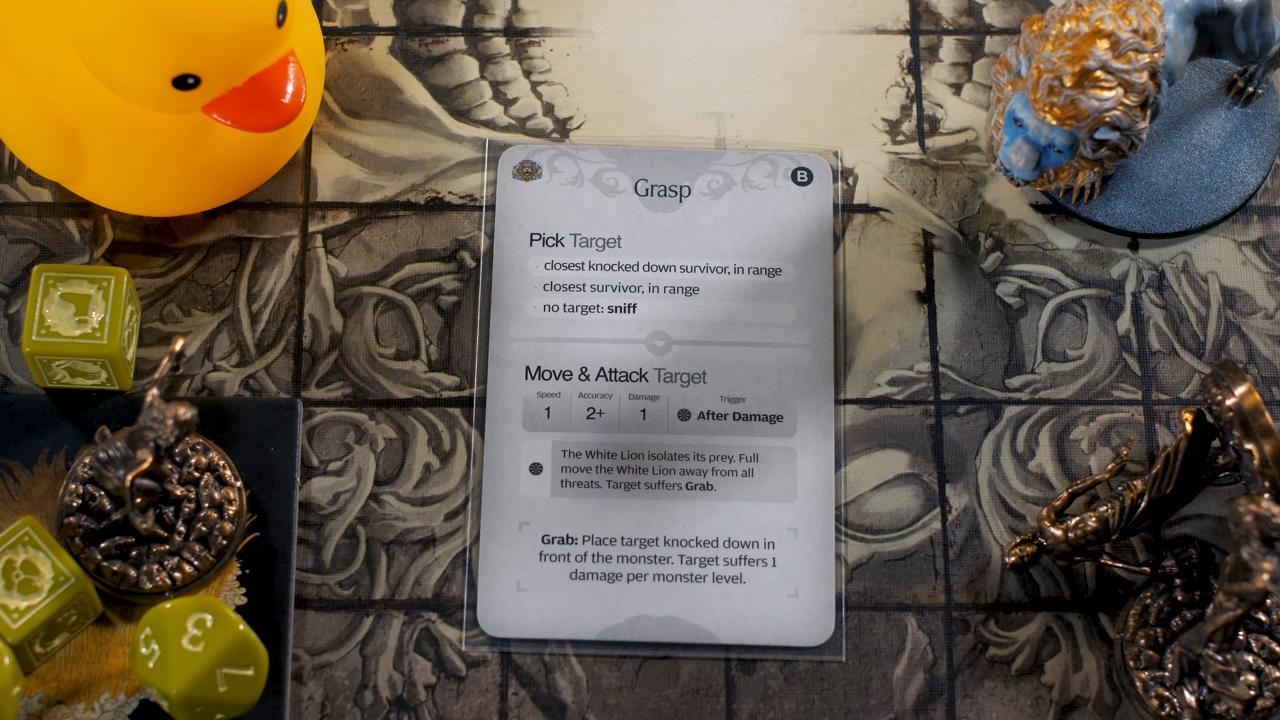 Grasp
B
Pick Target
· closest knocked down survivor, in range
· closest survivor, in range
· no target: sniff
Move & Attack Target
Speed Accuracy Damage Trigger
1 2+ 1 After Damage
The White Lion isolates its prey. Full
move the White Lion away from all
threats. Target suffers Grab.
Grab: Place target knocked down in
front of the monster. Target suffers 1
damage per monster level.
3
5
7